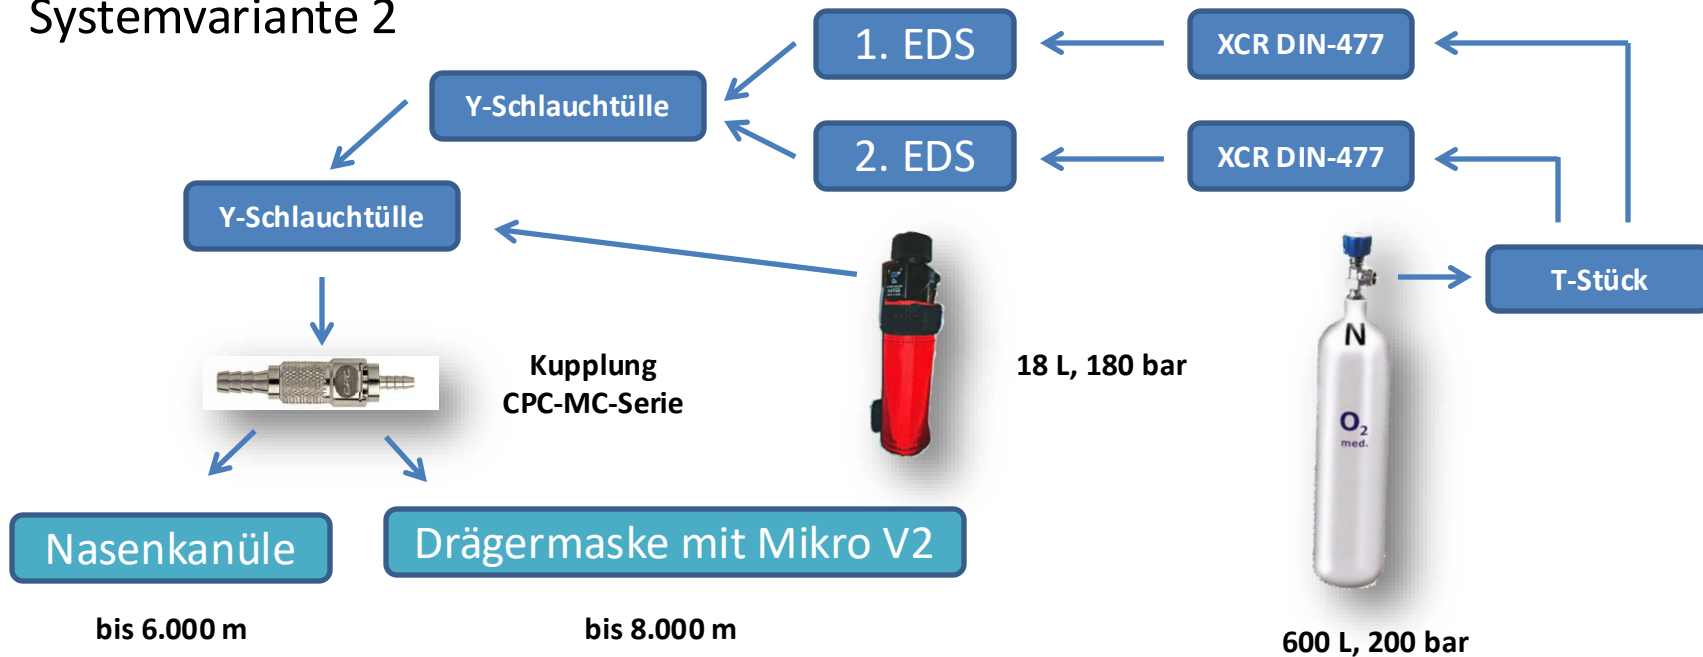 Systemvariante 2
1. EDS
XCR DIN-477
Y-Schlauchtülle
2. EDS
XCR DIN-477
Y-Schlauchtülle
T-Stück
N
Kupplung
CPC-MC-Serie
18 L, 180 bar
O₂
med.
CPC
Nasenkanüle
Drägermaske mit Mikro V2
bis 6.000 m
bis 8.000 m
600 L, 200 bar